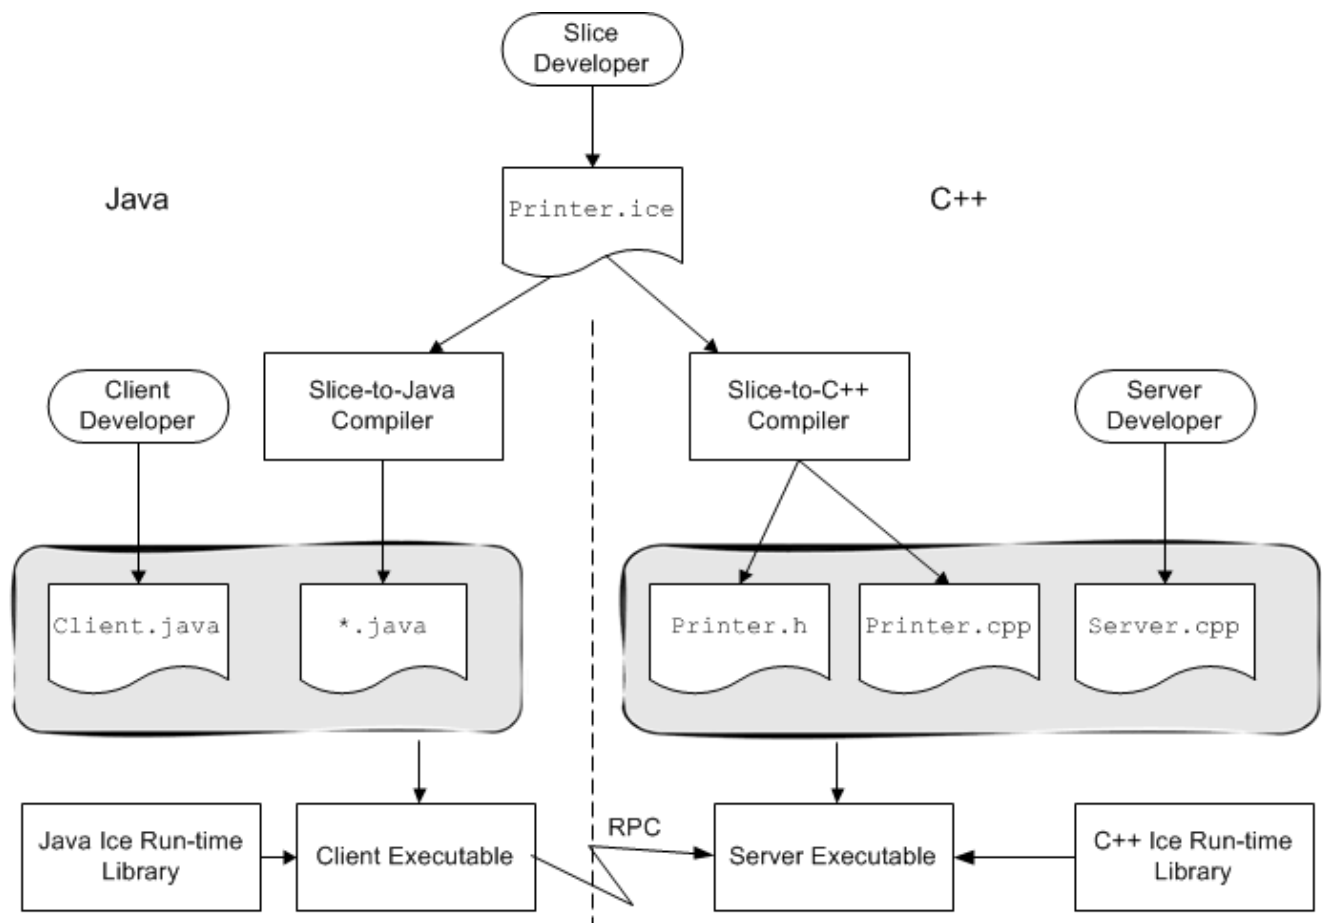 Slice
Developer
Java
Printer.ice
C++
Client
Developer
Slice-to-Java
Compiler
Slice-to-C++
Compiler
Server
Developer
Client.java
*.java
Printer.h
Printer.cpp
Server.cpp
Java Ice Run-time
Library
Client Executable
RPC
Server Executable
C++ Ice Run-time
Library